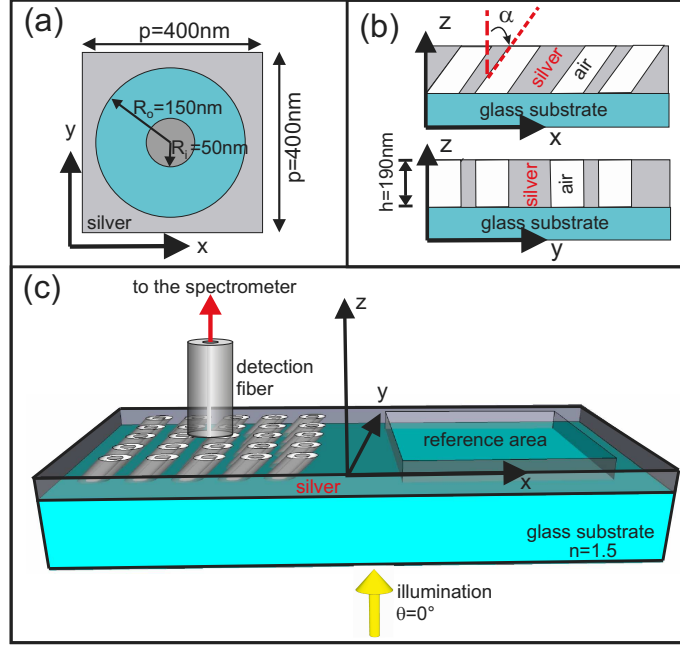 (a)
p=400nm
Rₒ=150nm
Rᵢ=50nm
p=400nm
y
x
silver
(b)
z
α
silver
air
glass substrate
x
z
h=190nm
silver
air
glass substrate
y
(c)
to the spectrometer
z
detection
fiber
y
reference area
x
silver
glass substrate
n=1.5
illumination
θ=0°